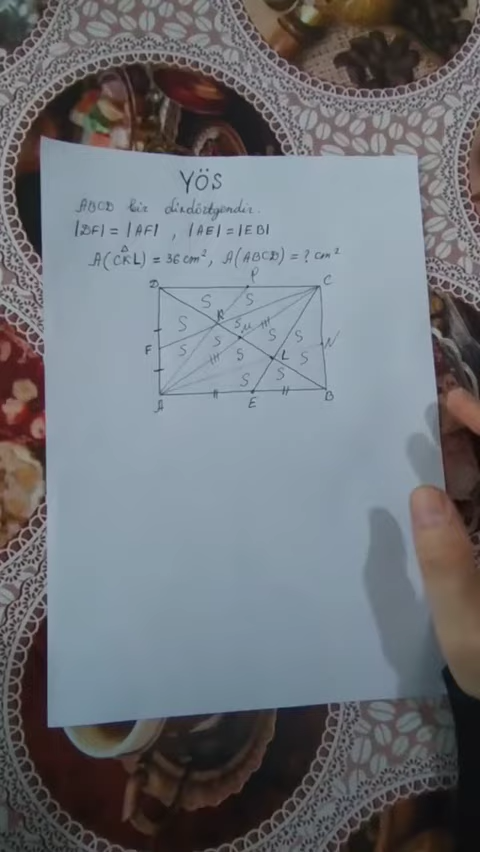 YÖS
ABCD bir dikdörtgendir.
|DF| = |AF| , |AE| = |EB|
A(CKL) = 36 cm², A(ABCD) = ? cm²
D P C
S S
K
S S M S S
F S S S L S N
S S
A E B